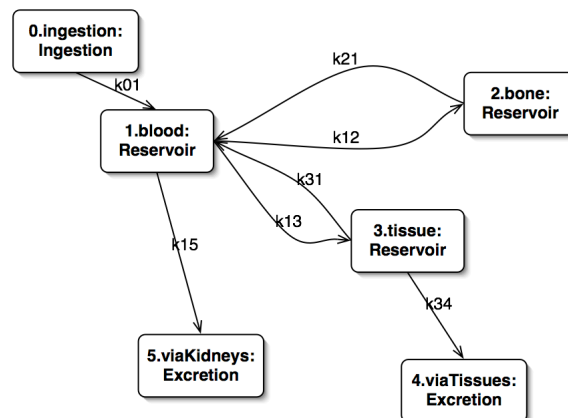 0.ingestion:
Ingestion
k01
k21
2.bone:
Reservoir
1.blood:
Reservoir
k12
k31
k13
3.tissue:
Reservoir
k15
k34
5.viaKidneys:
Excretion
4.viaTissues:
Excretion